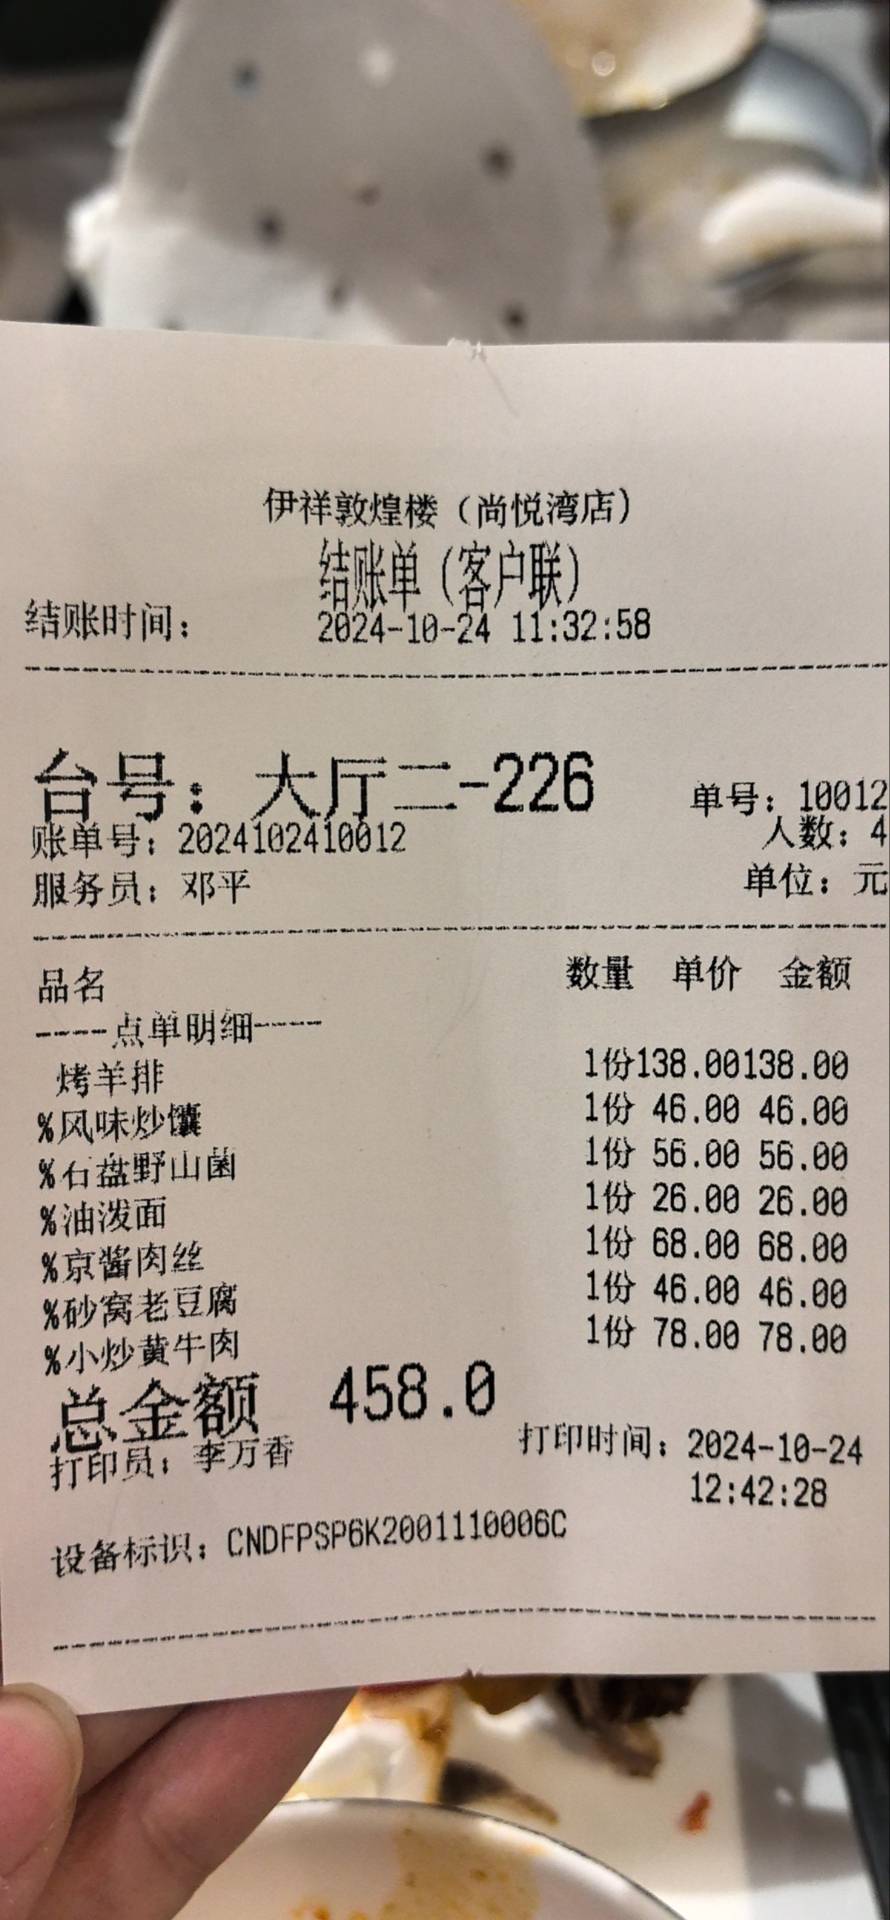 伊祥敦煌楼（尚悦湾店）
结账单（客户联）
结账时间： 2024-10-24 11:32:58
台号：大厅二-226 单号：10012
账单号：2024102410012 人数：4
服务员：邓平 单位：元
品名 数量 单价 金额
----点单明细----
烤羊排 1份138.00138.00
%风味炒馕 1份 46.00 46.00
%石盘野山菌 1份 56.00 56.00
%油泼面 1份 26.00 26.00
%京酱肉丝 1份 68.00 68.00
%砂窝老豆腐 1份 46.00 46.00
%小炒黄牛肉 1份 78.00 78.00
总金额 458.0
打印员：李万香 打印时间：2024-10-24
12:42:28
设备标识：CNDFPSP6K2001110006C